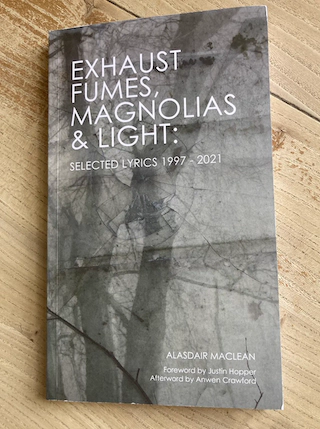 EXHAUST
FUMES,
MAGNOLIAS
& LIGHT:
SELECTED LYRICS 1997 - 2021
ALASDAIR MACLEAN
Foreword by Justin Hopper
Afterword by Anwen Crawford